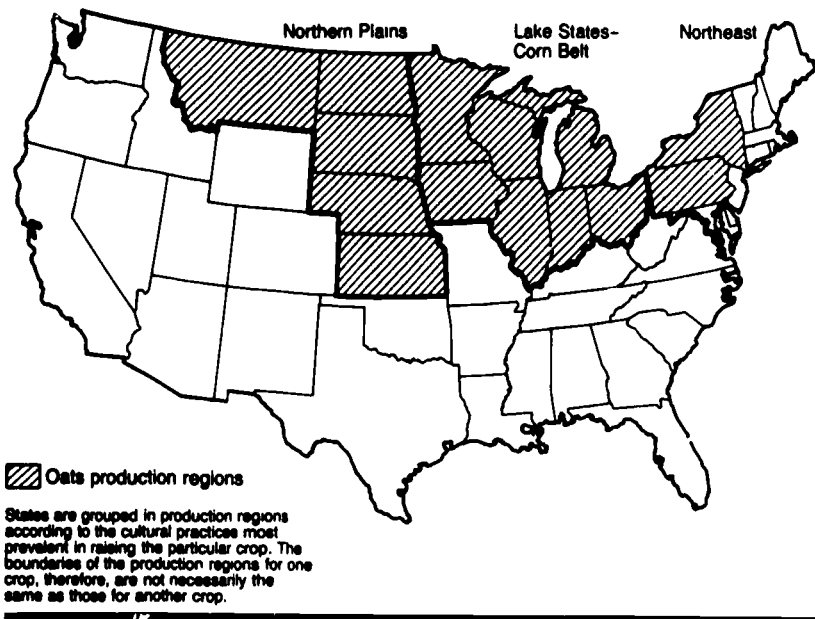 Northern Plains
Lake States-
Corn Belt
Northeast
Oats production regions
States are grouped in production regions
according to the cultural practices most
prevalent in raising the particular crop. The
boundaries of the production regions for one
crop, therefore, are not necessarily the
same as those for another crop.